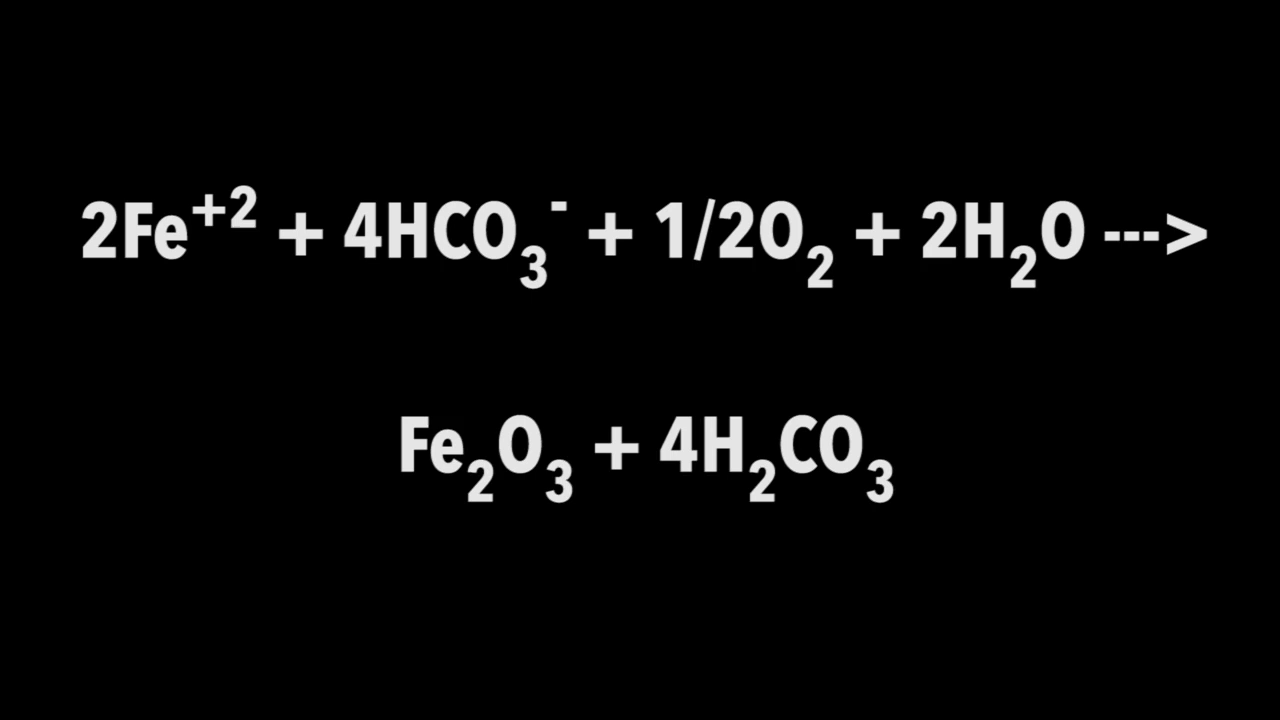 2Fe⁺² + 4HCO₃⁻ + 1/2O₂ + 2H₂O --->
Fe₂O₃ + 4H₂CO₃